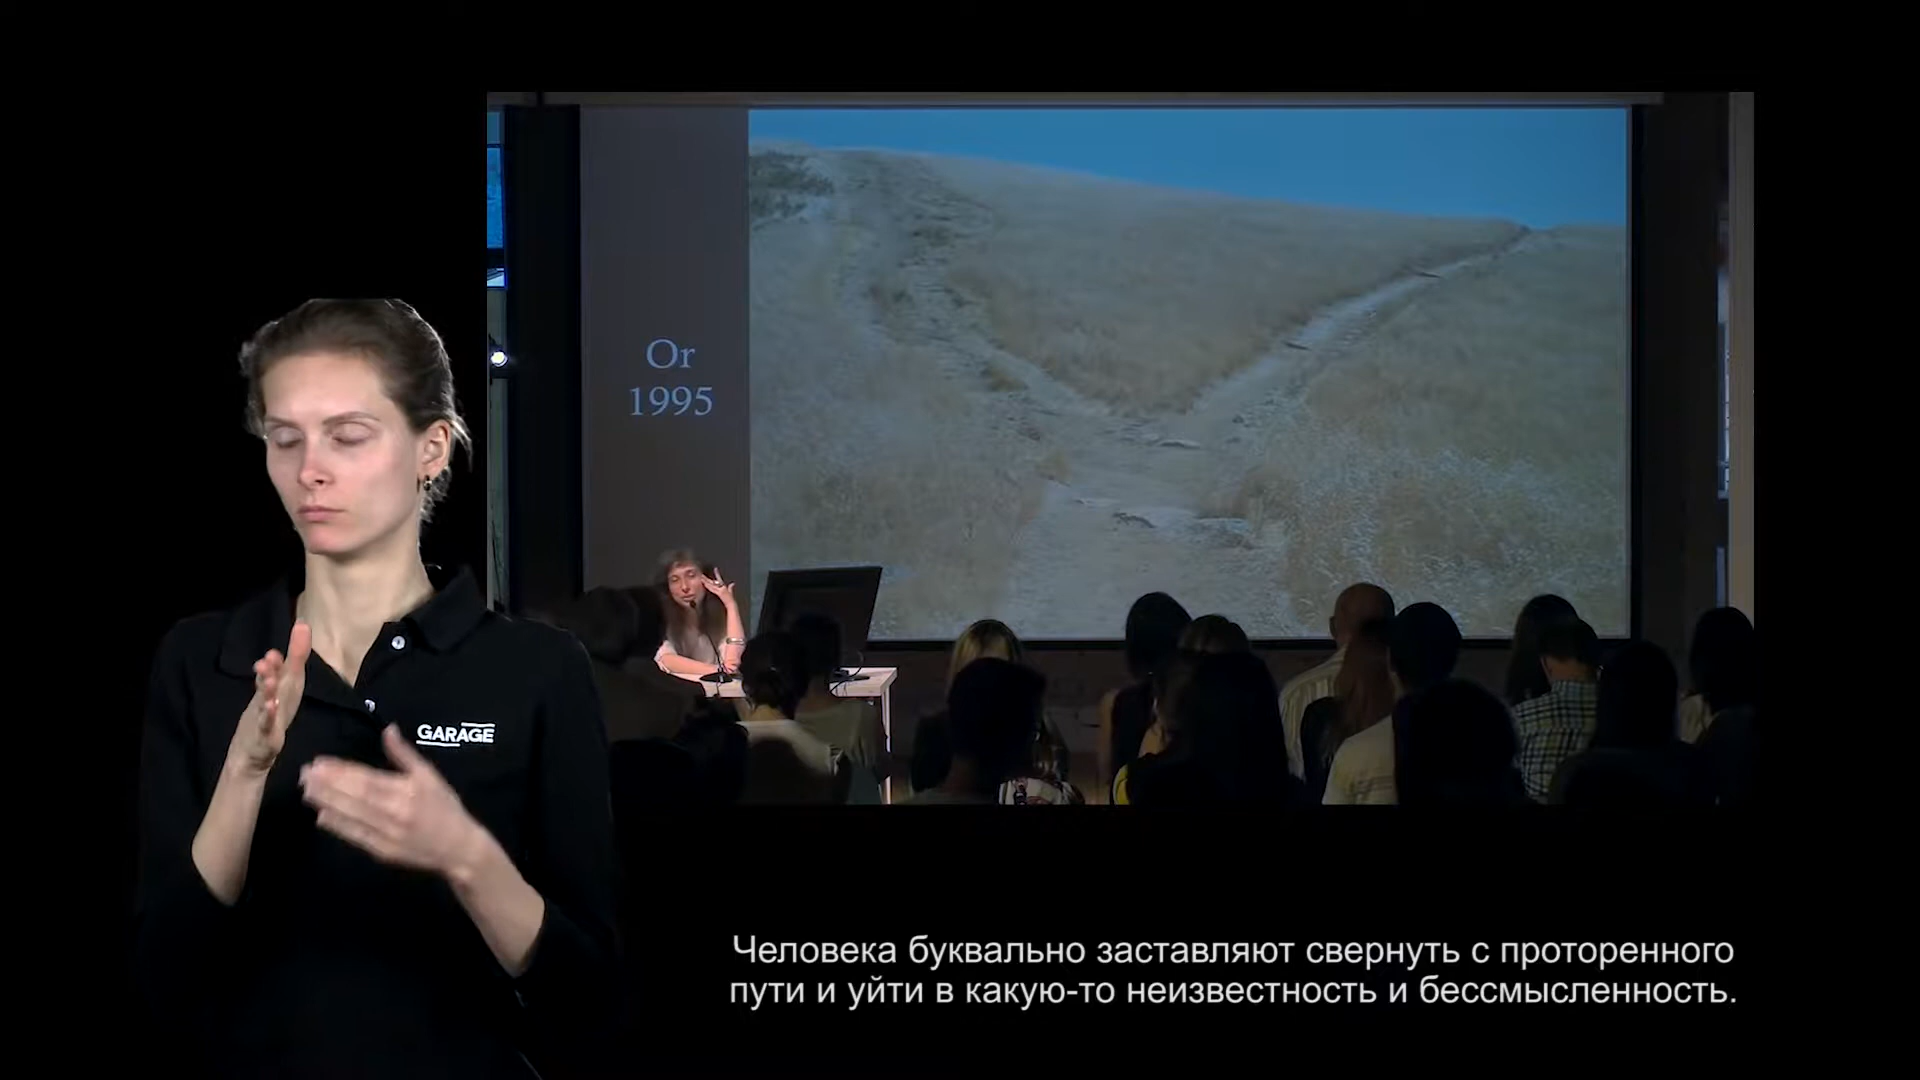 Or
1995
GARAGE
Человека буквально заставляют свернуть с проторенного
пути и уйти в какую-то неизвестность и бессмысленность.